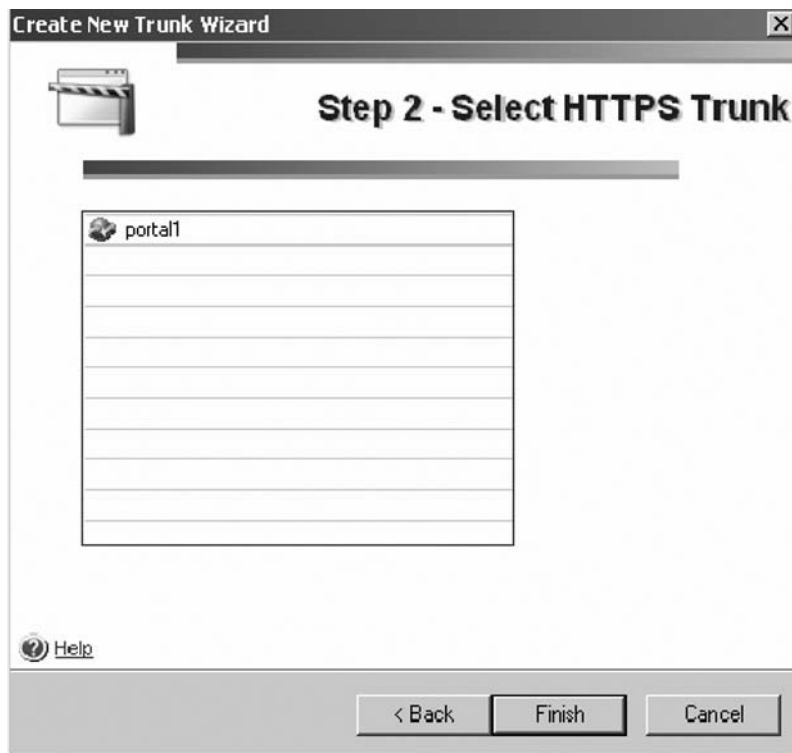 Create New Trunk Wizard
Step 2 - Select HTTPS Trunk
portal1
Help
< Back Finish Cancel